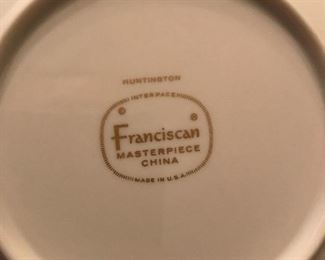 HUNTINGTON
INTERPACE
®
Franciscan
MASTERPIECE
CHINA
MADE IN U.S.A.